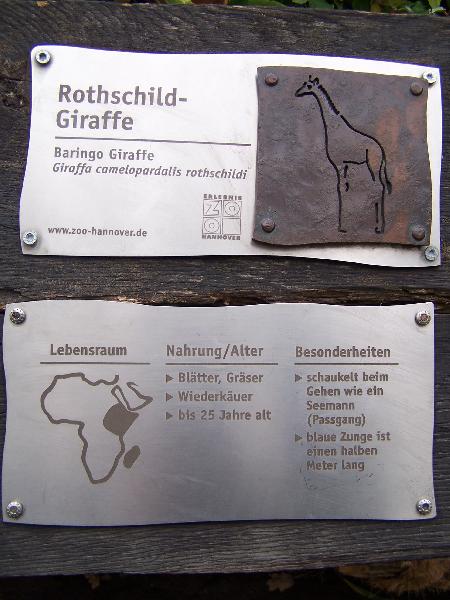 Rothschild-
Giraffe
Baringo Giraffe
Giraffa camelopardalis rothschildi
ERLEBNIS
ZOO
HANNOVER
www.zoo-hannover.de
Lebensraum
Nahrung/Alter
Blätter, Gräser
Wiederkäuer
bis 25 Jahre alt
Besonderheiten
schaukelt beim
Gehen wie ein
Seemann
(Passgang)
blaue Zunge ist
einen halben
Meter lang